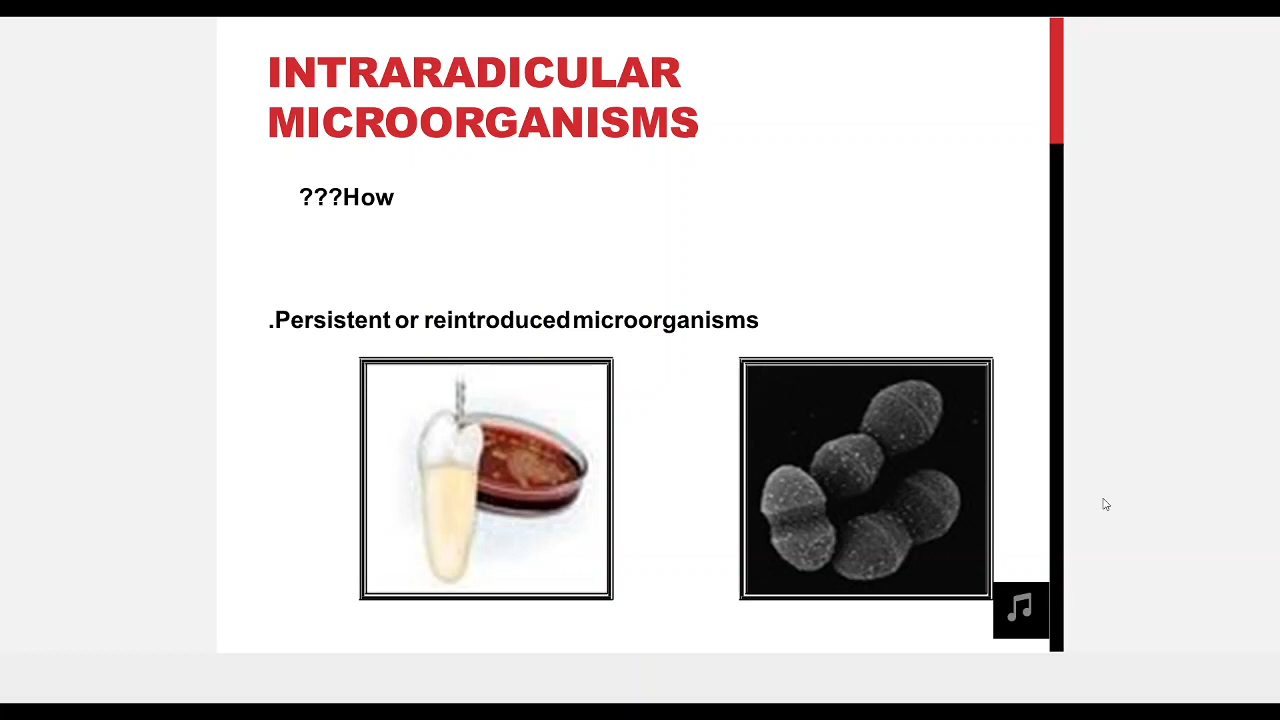 INTRARADICULAR
MICROORGANISMS
???How
.Persistent or reintroduced microorganisms